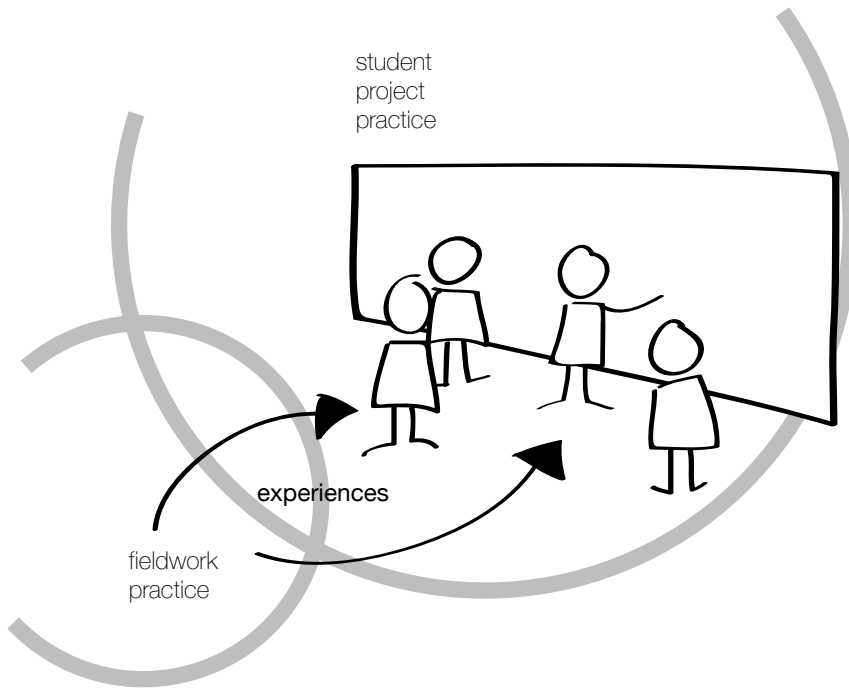 student
project
practice
experiences
fieldwork
practice